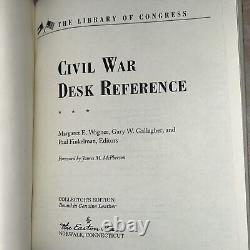 THE LIBRARY OF CONGRESS
CIVIL WAR
DESK REFERENCE
* * *
Margaret E. Wagner, Gary W. Gallagher, and
Paul Finkelman, Editors
Foreword by James M. McPherson
COLLECTOR'S EDITION
Bound in Genuine Leather
The Easton Press
NORWALK, CONNECTICUT